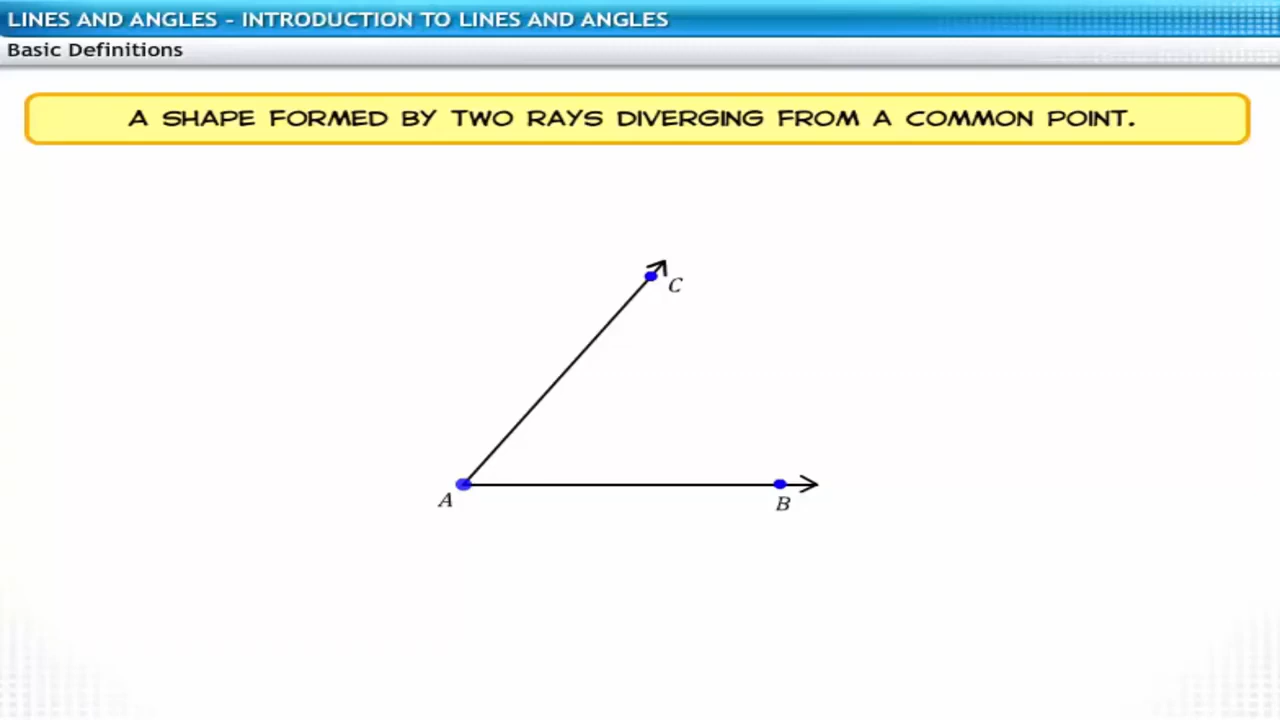 LINES AND ANGLES - INTRODUCTION TO LINES AND ANGLES
Basic Definitions
A SHAPE FORMED BY TWO RAYS DIVERGING FROM A COMMON POINT.
C
A
B